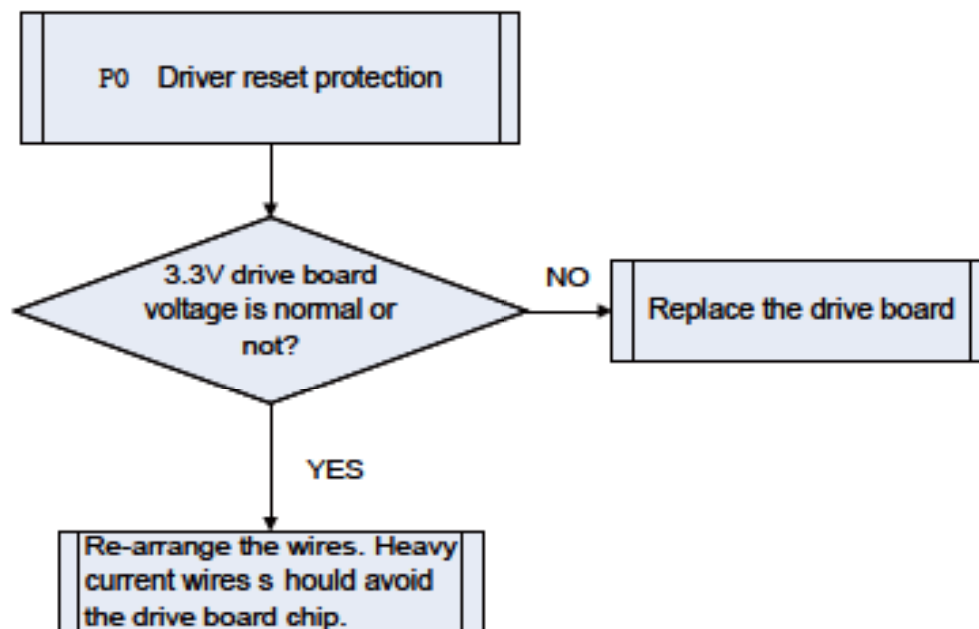 P0 Driver reset protection
3.3V drive board
voltage is normal or
not?
NO
Replace the drive board
YES
Re-arrange the wires. Heavy
current wires s hould avoid
the drive board chip.